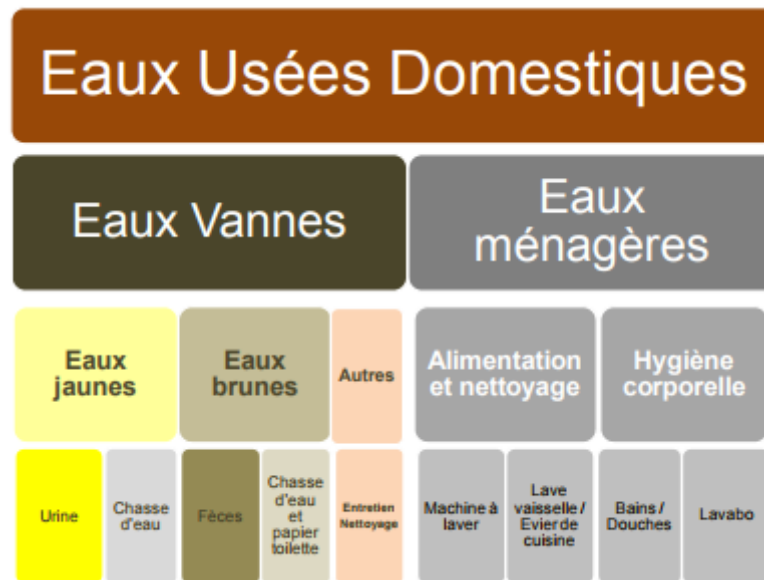 Eaux Usées Domestiques
Eaux Vannes
Eaux
ménagères
Eaux
jaunes
Eaux
brunes
Autres
Alimentation
et nettoyage
Hygiène
corporelle
Urine
Chasse
d'eau
Fèces
Chasse
d'eau
et
papier
toilette
Entretien
Nettoyage
Machine à
laver
Lave
vaisselle /
Evier de
cuisine
Bains /
Douches
Lavabo